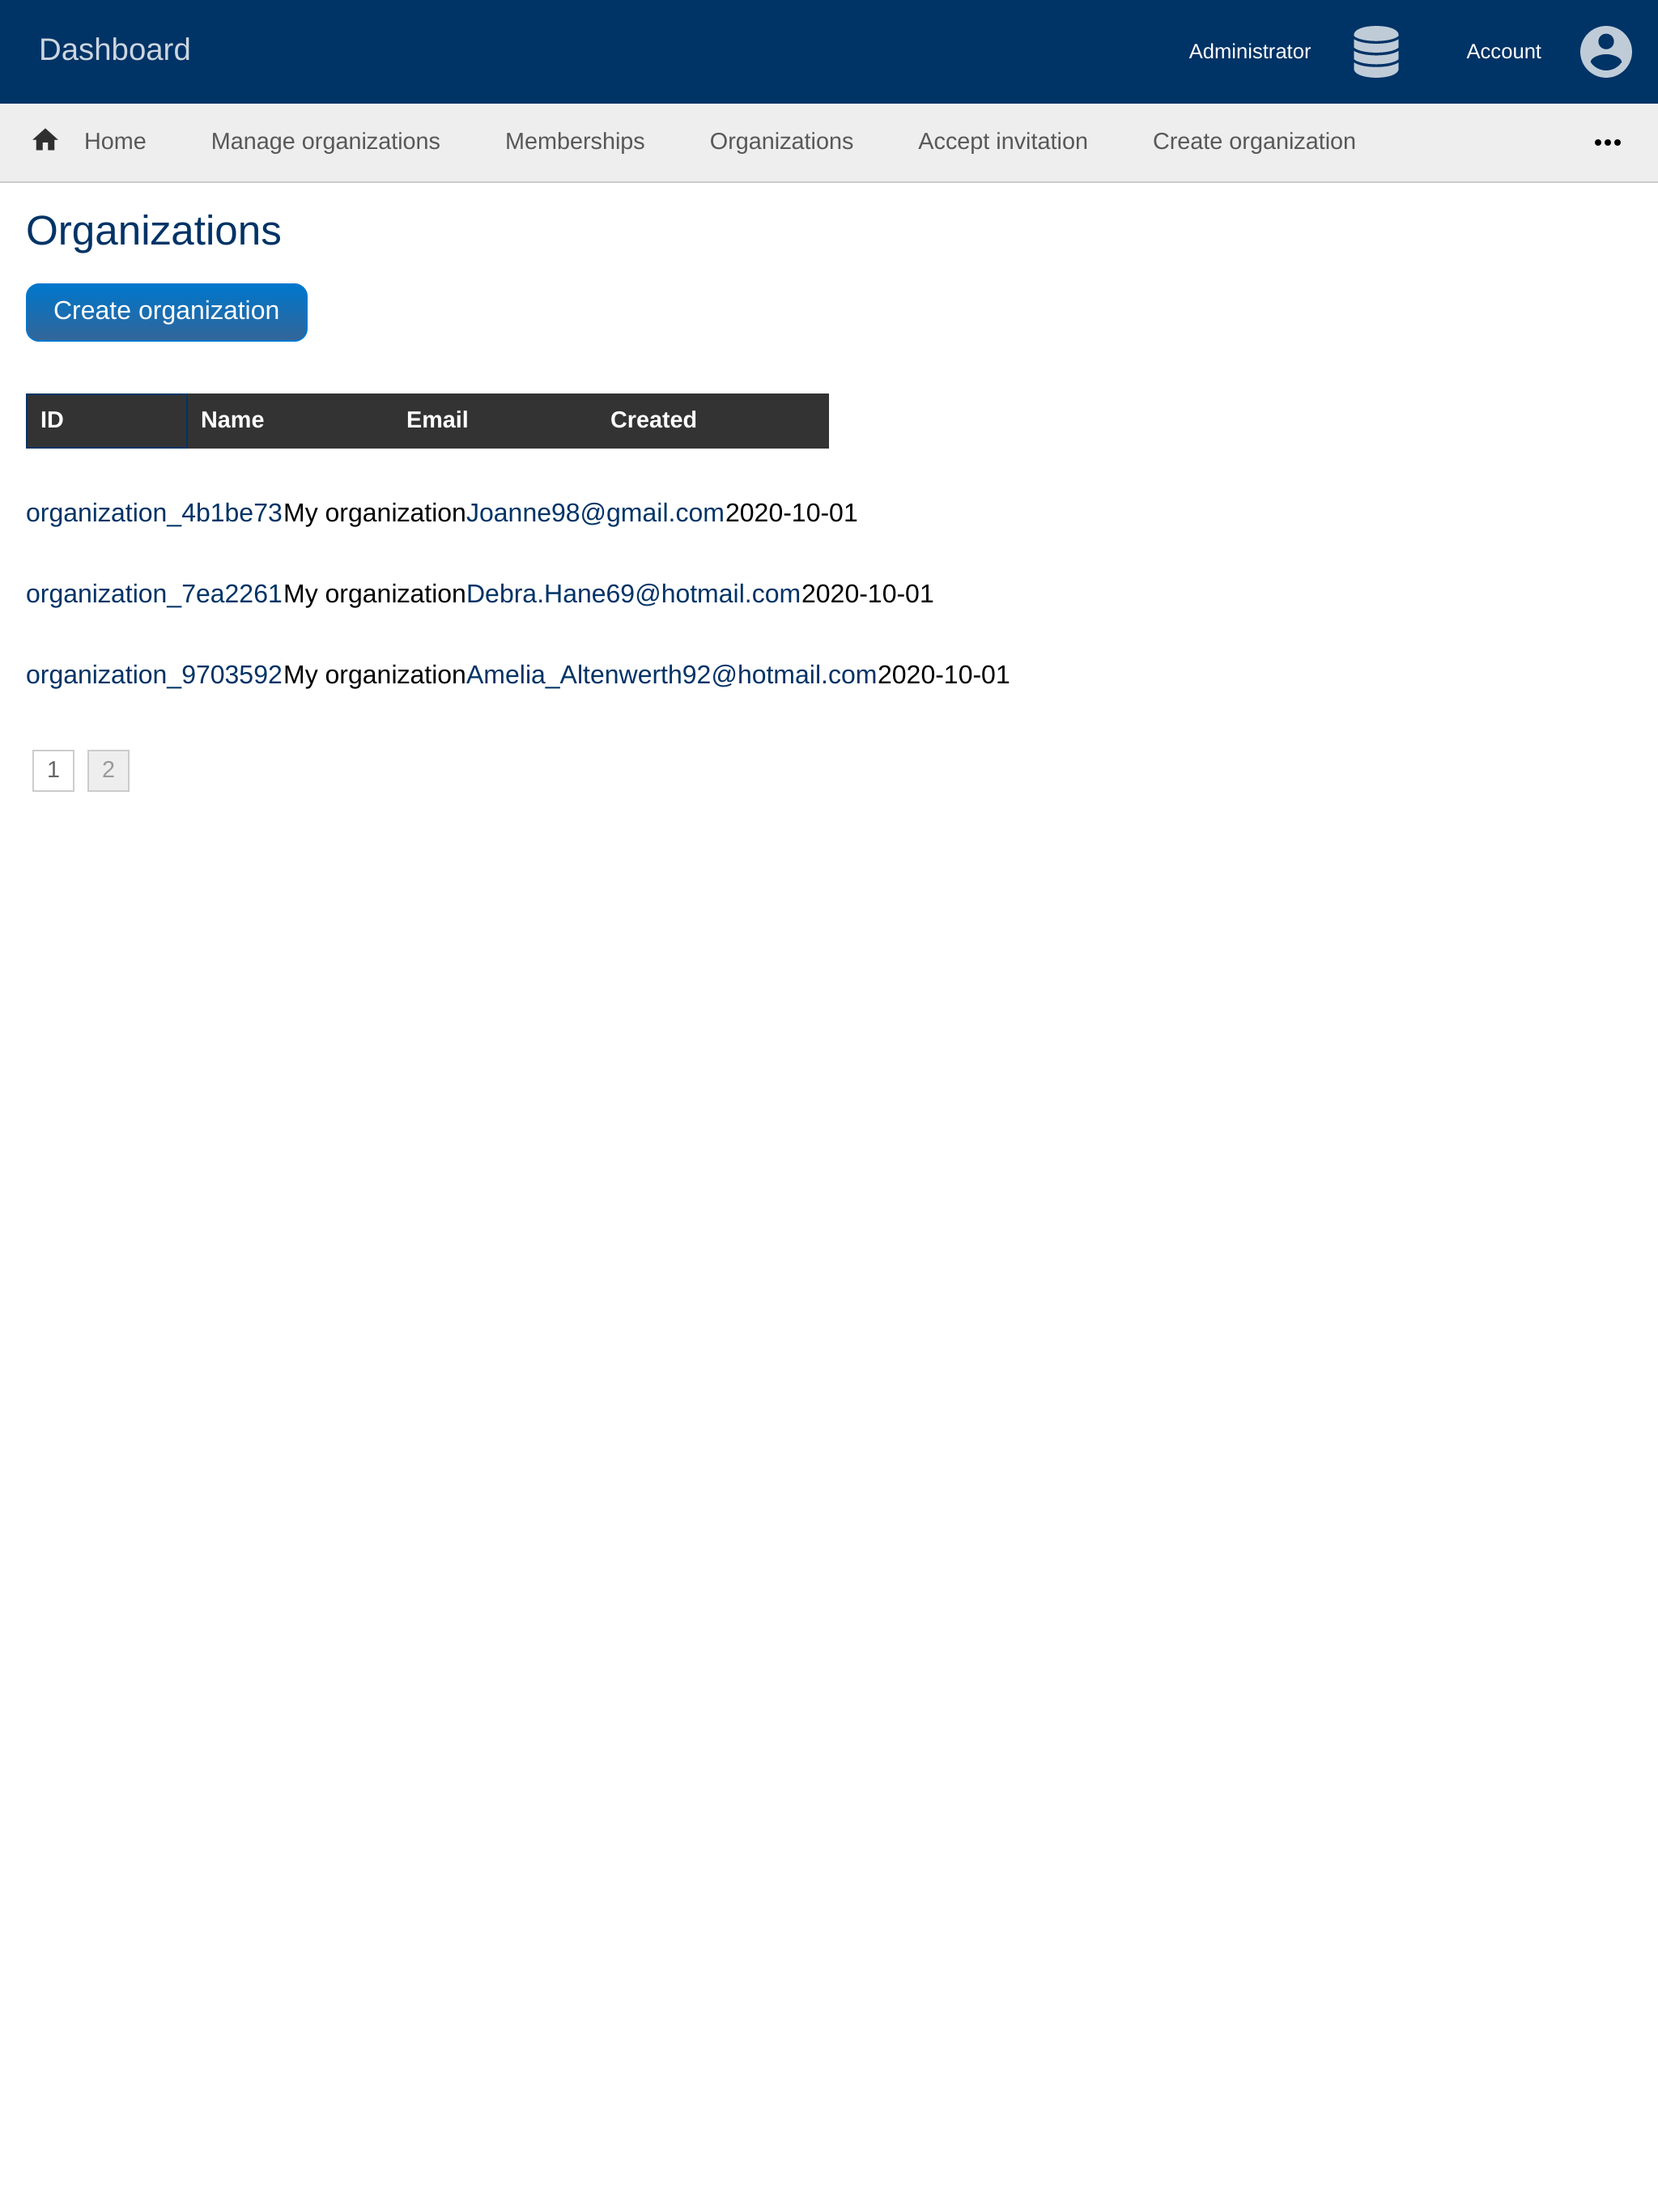 Dashboard Administrator Account
Home Manage organizations Memberships Organizations Accept invitation Create organization •••
Organizations
Create organization
ID Name Email Created
organization_4b1be73My organizationJoanne98@gmail.com2020-10-01
organization_7ea2261My organizationDebra.Hane69@hotmail.com2020-10-01
organization_9703592My organizationAmelia_Altenwerth92@hotmail.com2020-10-01
1 2